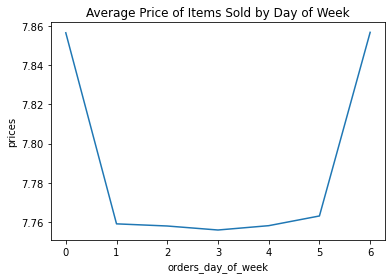 Average Price of Items Sold by Day of Week
7.86
7.84
7.82
7.80
7.78
7.76
prices
0 1 2 3 4 5 6
orders_day_of_week